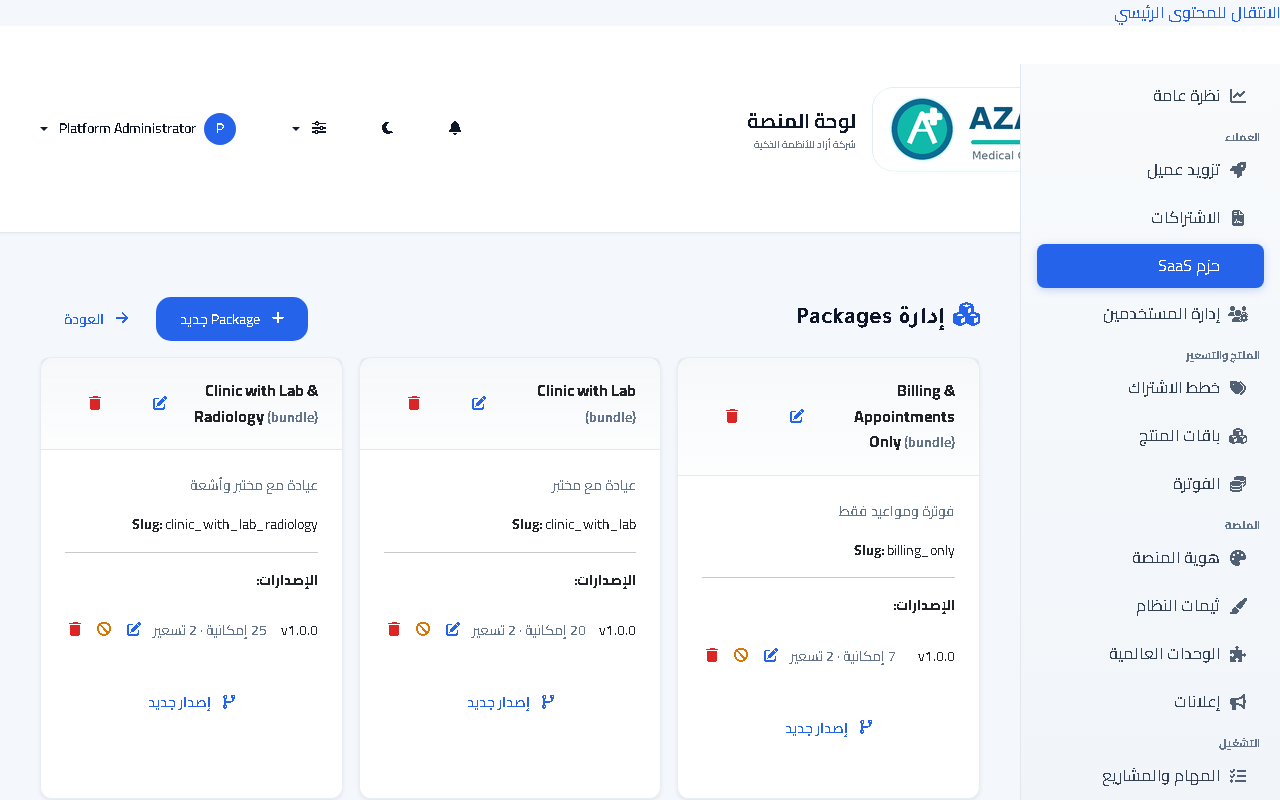 الانتقال للمحتوى الرئيسي
نظرة عامة
العملاء
تزويد عميل
الاشتراكات
حزم SaaS
إدارة المستخدمين
المنتج والتسعير
خطط الاشتراك
باقات المنتج
الفوترة
المنصة
هوية المنصة
ثيمات النظام
الوحدات العالمية
إعلانات
التشغيل
المهام والمشاريع
AZA
Medical
لوحة المنصة
شركة أزاد للأنظمة الذكية
P Platform Administrator
إدارة Packages
Package جديد
العودة
Billing &
Appointments
Only (bundle)
فوترة ومواعيد فقط
Slug: billing_only
الإصدارات:
v1.0.0 7 إمكانية · 2 تسعير
إصدار جديد
Clinic with Lab
(bundle)
عيادة مع مختبر
Slug: clinic_with_lab
الإصدارات:
v1.0.0 20 إمكانية · 2 تسعير
إصدار جديد
Clinic with Lab &
Radiology (bundle)
عيادة مع مختبر وأشعة
Slug: clinic_with_lab_radiology
الإصدارات:
v1.0.0 25 إمكانية · 2 تسعير
إصدار جديد